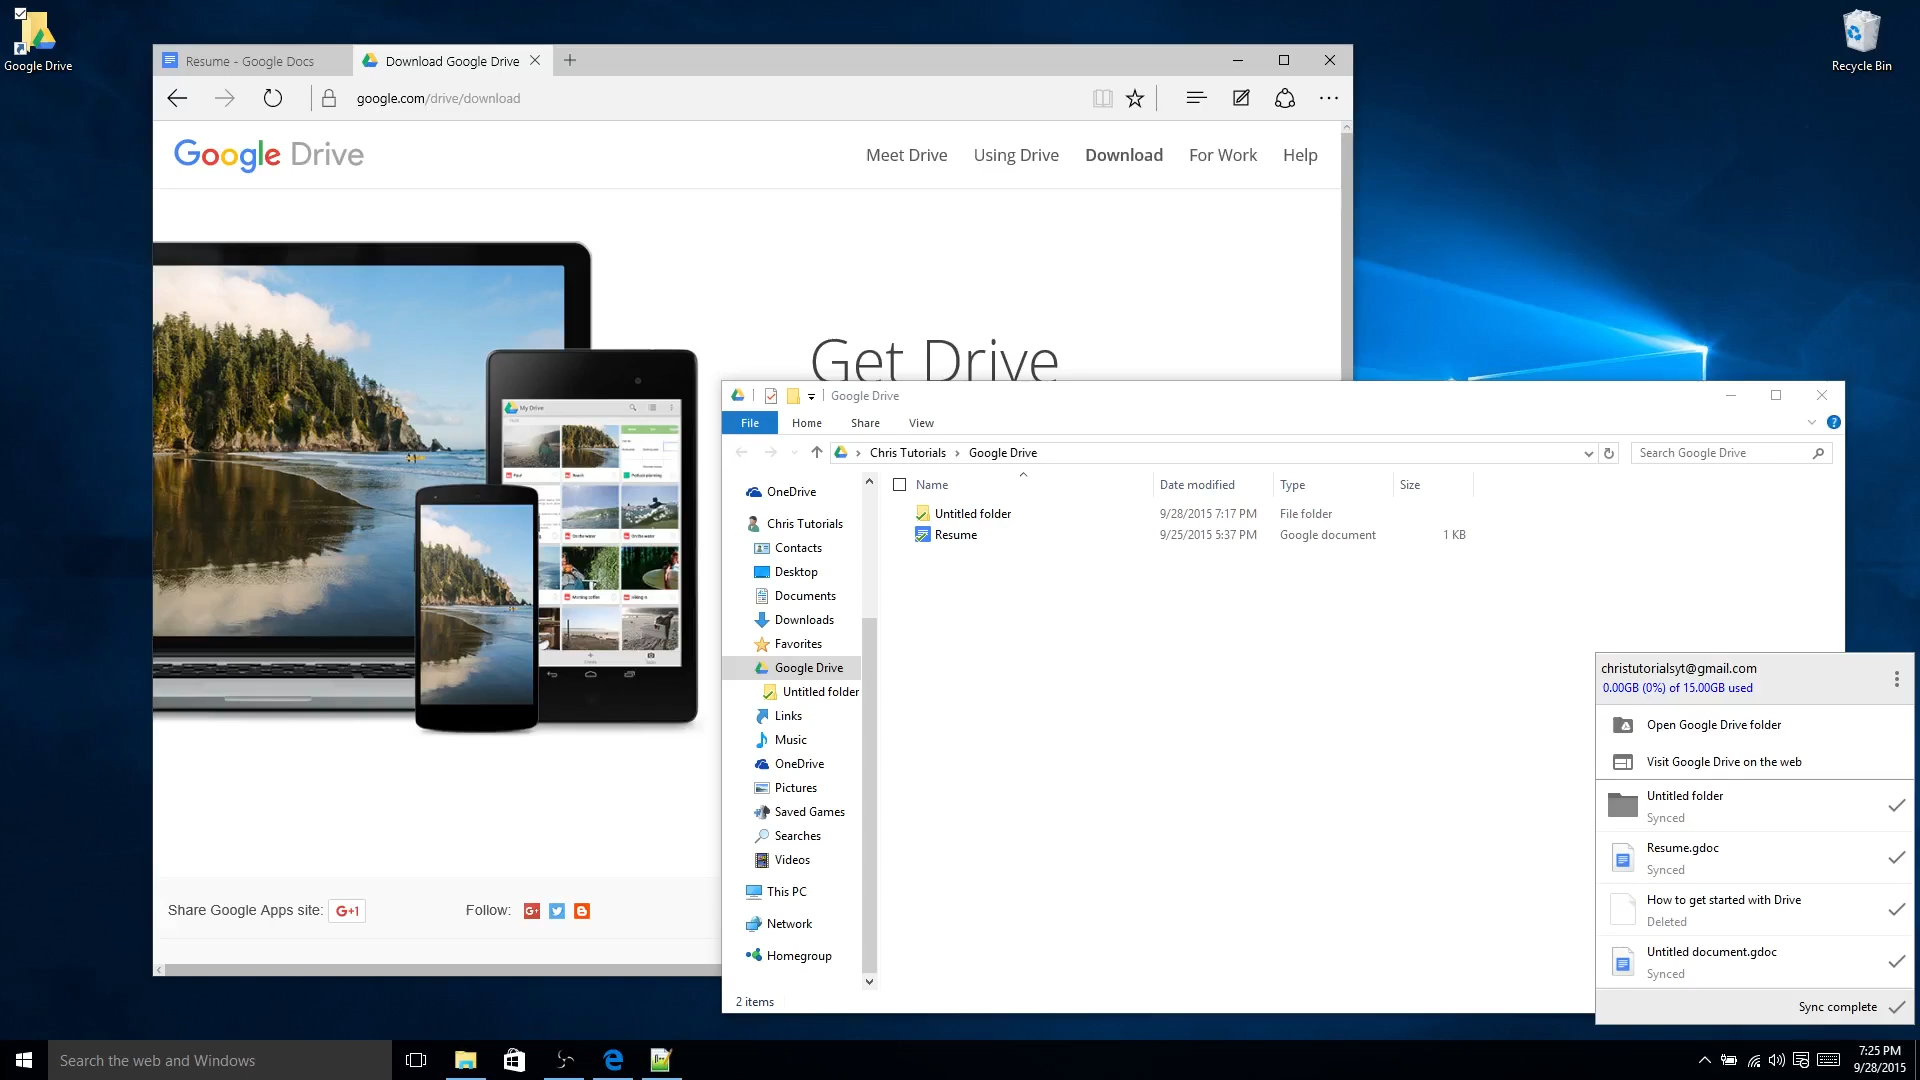 Google Drive
Recycle Bin
Resume - Google Docs
Download Google Drive
google.com/drive/download
Google Drive
Meet Drive
Using Drive
Download
For Work
Help
My Drive
Get Drive
Share Google Apps site:
G+1
Follow:
Google Drive
File
Home
Share
View
Chris Tutorials > Google Drive
Search Google Drive
Name
Date modified
Type
Size
Untitled folder
9/28/2015 7:17 PM
File folder
Resume
9/25/2015 5:37 PM
Google document
1 KB
OneDrive
Chris Tutorials
Contacts
Desktop
Documents
Downloads
Favorites
Google Drive
Untitled folder
Links
Music
OneDrive
Pictures
Saved Games
Searches
Videos
This PC
Network
Homegroup
2 items
christutorialsyt@gmail.com
0.00GB (0%) of 15.00GB used
Open Google Drive folder
Visit Google Drive on the web
Untitled folder
Synced
Resume.gdoc
Synced
How to get started with Drive
Deleted
Untitled document.gdoc
Synced
Sync complete
Search the web and Windows
7:25 PM
9/28/2015